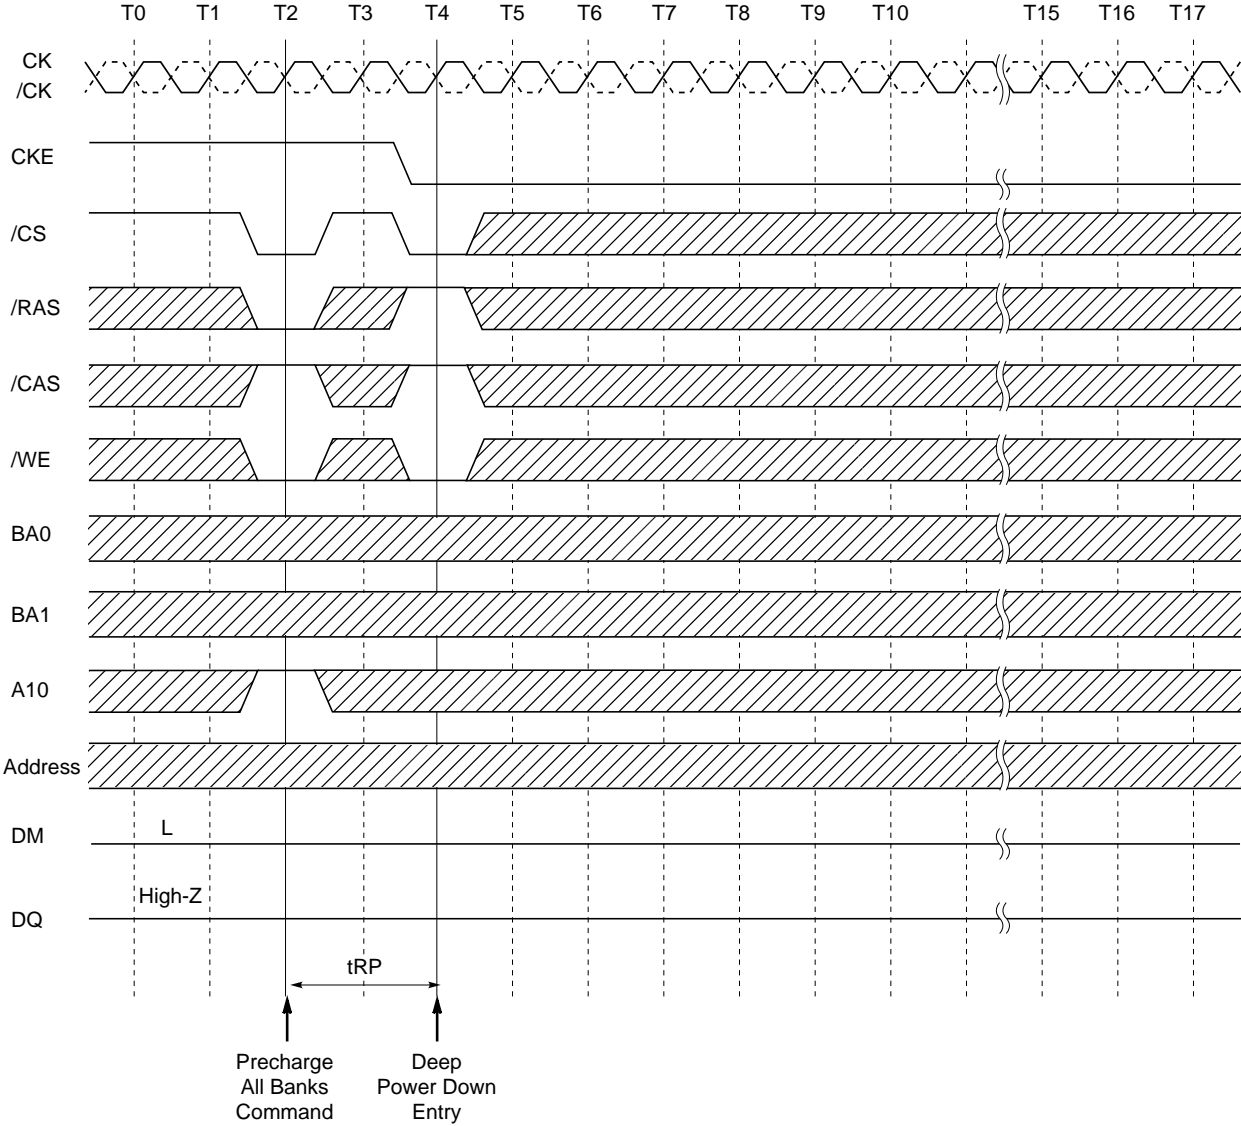 T0 T1 T2 T3 T4 T5 T6 T7 T8 T9 T10 T15 T16 T17
CK
/CK
CKE
/CS
/RAS
/CAS
/WE
BA0
BA1
A10
Address
DM L
High-Z
DQ
tRP
Precharge
All Banks
Command
Deep
Power Down
Entry